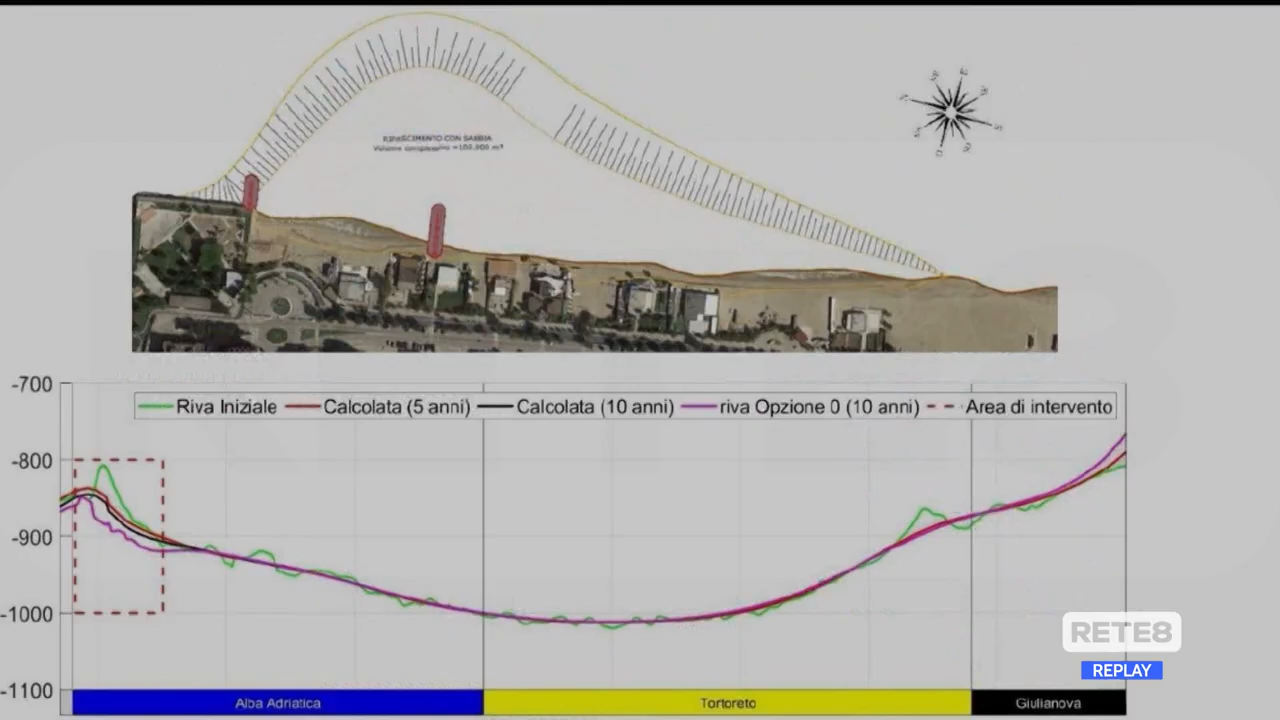 RIPASCIMENTO CON SABBIA
-700
Riva Iniziale
Calcolata (5 anni)
Calcolata (10 anni)
riva Opzione 0 (10 anni)
Area di intervento
-800
-900
-1000
-1100
Alba Adriatica
Tortoreto
Giulianova
RETE8
REPLAY